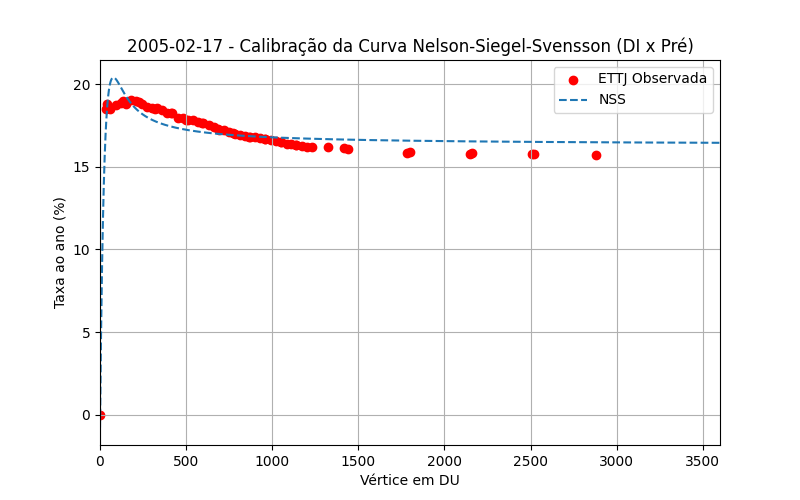 2005-02-17 - Calibração da Curva Nelson-Siegel-Svensson (DI x Pré)
ETTJ Observada
NSS
Taxa ao ano (%)
20
15
10
5
0
0 500 1000 1500 2000 2500 3000 3500
Vértice em DU